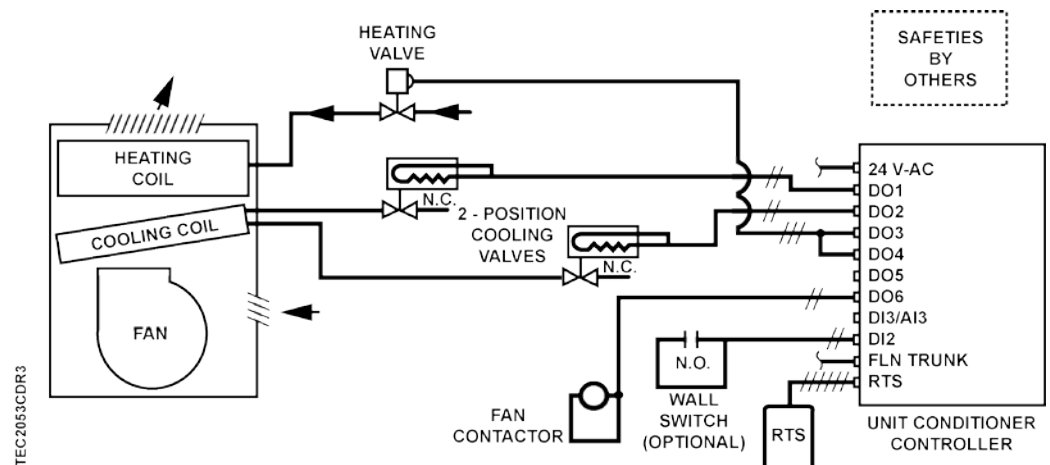 HEATING
VALVE
SAFETIES
BY
OTHERS
HEATING
COIL
COOLING COIL
FAN
N.C.
2 - POSITION
COOLING
VALVES
N.C.
24 V-AC
DO1
DO2
DO3
DO4
DO5
DO6
DI3/AI3
DI2
FLN TRUNK
RTS
N.O.
WALL
SWITCH
(OPTIONAL)
FAN
CONTACTOR
RTS
UNIT CONDITIONER
CONTROLLER
TEC2053CDR3